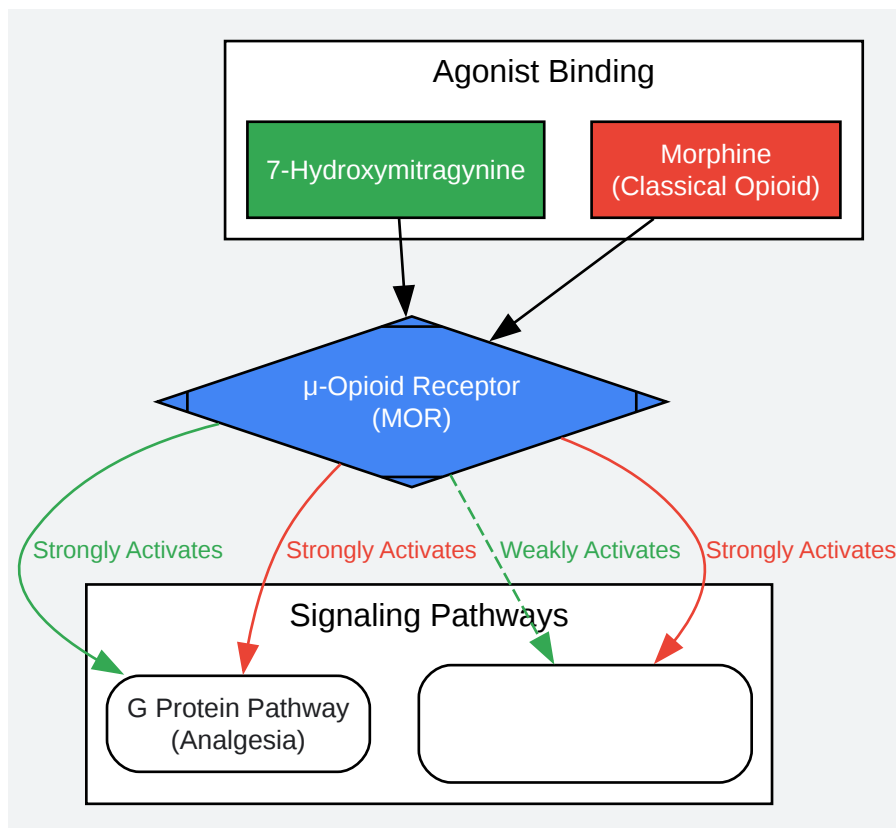 Agonist Binding
7-Hydroxymitragynine
Morphine
(Classical Opioid)
μ-Opioid Receptor
(MOR)
Strongly Activates
Strongly Activates
Weakly Activates
Strongly Activates
Signaling Pathways
G Protein Pathway
(Analgesia)